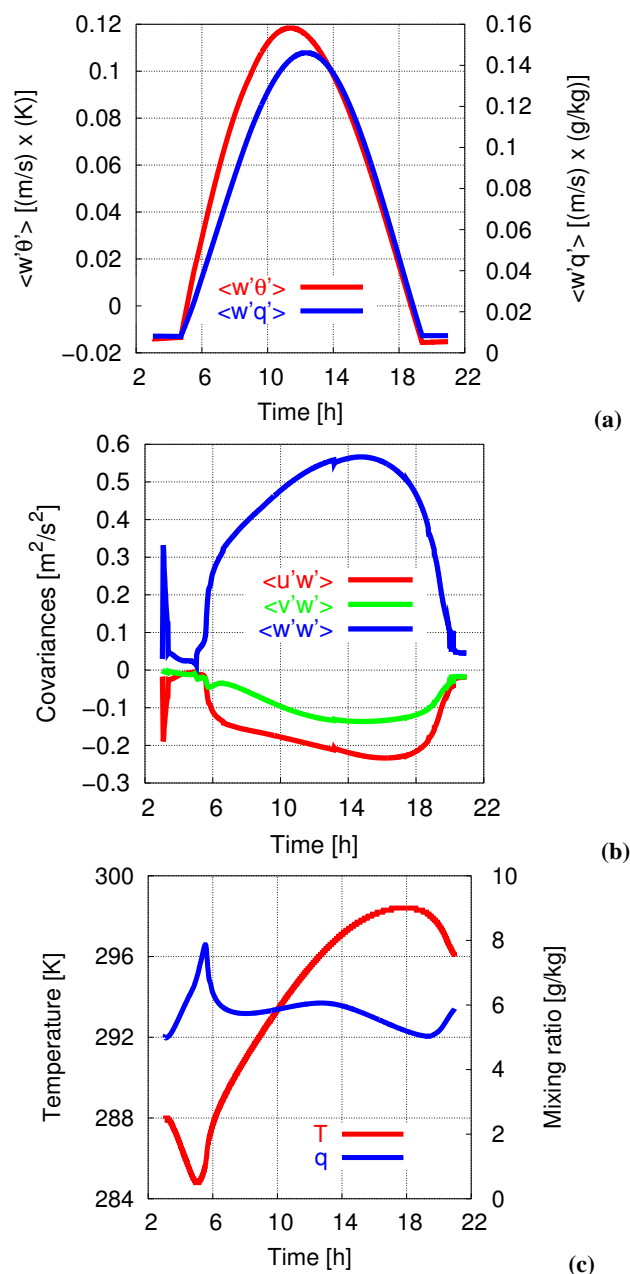 0.12
0.1
0.08
0.06
0.04
0.02
0
−0.02
0.16
0.14
0.12
0.1
0.08
0.06
0.04
0.02
0
<w'θ'> [(m/s) x (K)]
<w'q'> [(m/s) x (g/kg)]
<w'θ'>
<w'q'>
2 6 10 14 18 22
Time [h]
(a)
0.6
0.5
0.4
0.3
0.2
0.1
0
−0.1
−0.2
−0.3
Covariances [m²/s²]
<u'w'>
<v'w'>
<w'w'>
2 6 10 14 18 22
Time [h]
(b)
300
296
292
288
284
10
8
6
4
2
0
Temperature [K]
Mixing ratio [g/kg]
T
q
2 6 10 14 18 22
Time [h]
(c)